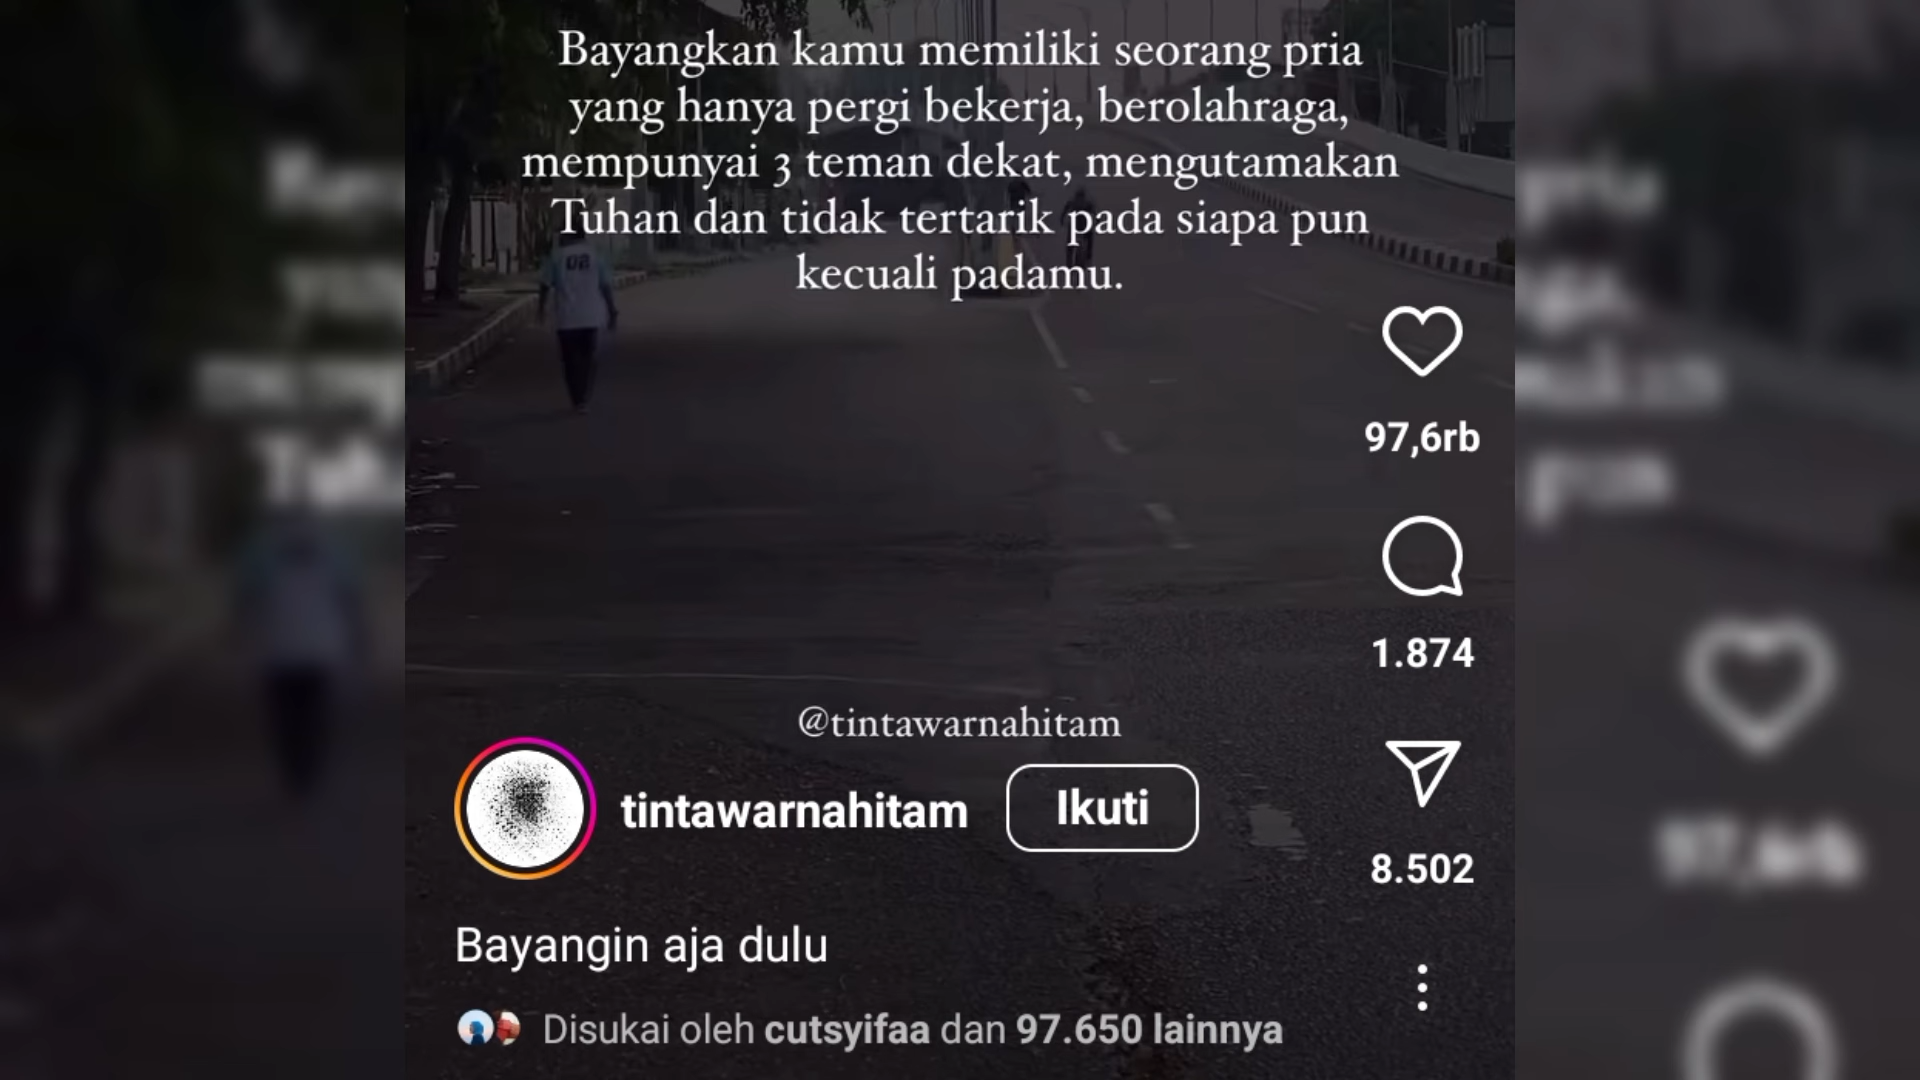 Bayangkan kamu memiliki seorang pria
yang hanya pergi bekerja, berolahraga,
mempunyai 3 teman dekat, mengutamakan
Tuhan dan tidak tertarik pada siapa pun
kecuali padamu.
02
97,6rb
1.874
@tintawarnahitam
tintawarnahitam
Ikuti
8.502
Bayangin aja dulu
Disukai oleh cutsyifaa dan 97.650 lainnya